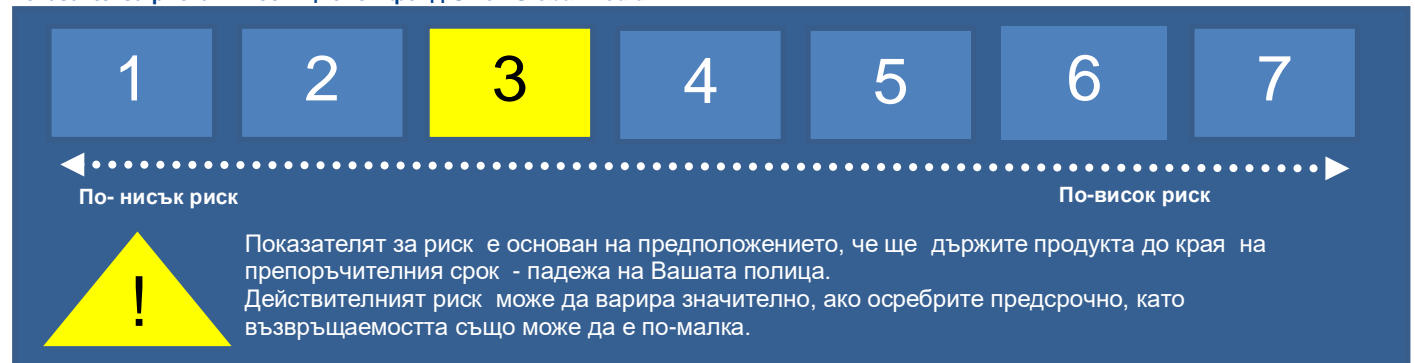 1 2 3 4 5 6 7
По- нисък риск По-висок риск
!
Показателят за риск е основан на предположението, че ще държите продукта до края на
препоръчителния срок - падежа на Вашата полица.
Действителният риск може да варира значително, ако осребрите предсрочно, като
възвръщаемостта също може да е по-малка.